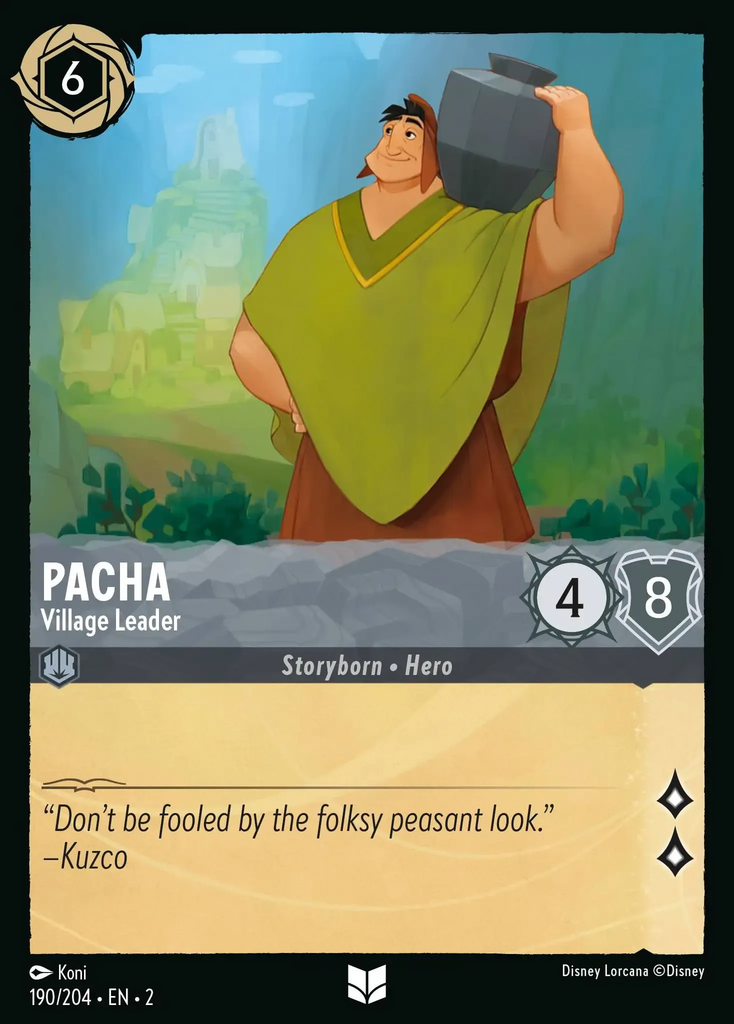 6
PACHA
Village Leader
4
8
Storyborn • Hero
“Don’t be fooled by the folksy peasant look.”
–Kuzco
Koni
190/204 • EN • 2
Disney Lorcana ©Disney